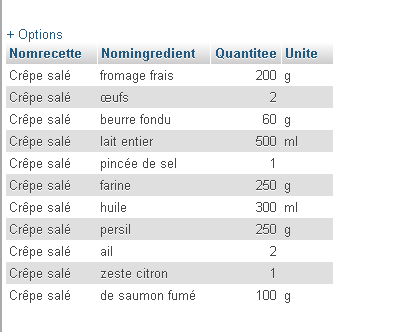 + Options
Nomrecette Nomingredient Quantitee Unite
Crêpe salé fromage frais 200 g
Crêpe salé œufs 2
Crêpe salé beurre fondu 60 g
Crêpe salé lait entier 500 ml
Crêpe salé pincée de sel 1
Crêpe salé farine 250 g
Crêpe salé huile 300 ml
Crêpe salé persil 250 g
Crêpe salé ail 2
Crêpe salé zeste citron 1
Crêpe salé de saumon fumé 100 g